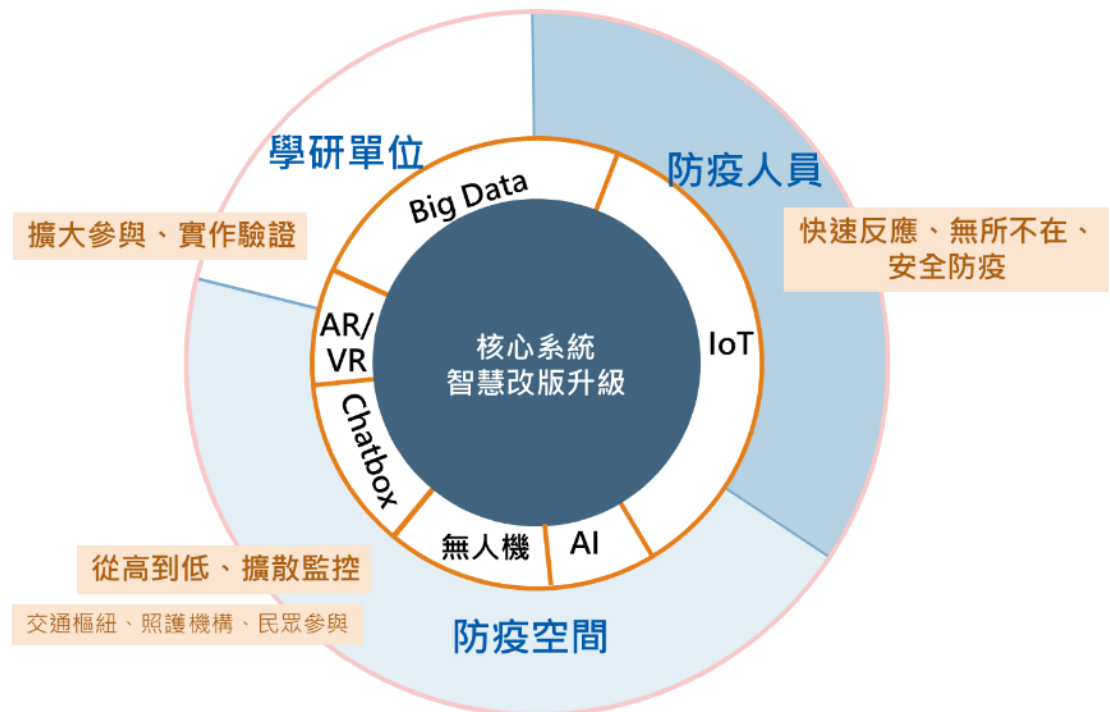 學研單位
Big Data
防疫人員
擴大參與、實作驗證
快速反應、無所不在、
安全防疫
AR/
VR
核心系統
智慧改版升級
IoT
Chatbox
無人機
AI
從高到低、擴散監控
交通樞紐、照護機構、民眾參與
防疫空間